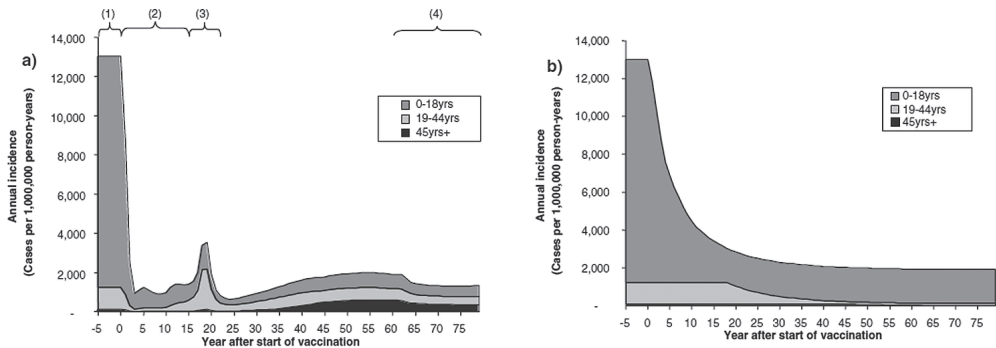 (1) (2) (3) (4)
a)
14,000
12,000
10,000
8,000
6,000
4,000
2,000
-
Annual incidence
(Cases per 1,000,000 person-years)
0-18yrs
19-44yrs
45yrs+
-5 0 5 10 15 20 25 30 35 40 45 50 55 60 65 70 75
Year after start of vaccination
b)
14,000
12,000
10,000
8,000
6,000
4,000
2,000
-
Annual incidence
(Cases per 1,000,000 person-years)
0-18yrs
19-44yrs
45yrs+
-5 0 5 10 15 20 25 30 35 40 45 50 55 60 65 70 75
Year after start of vaccination